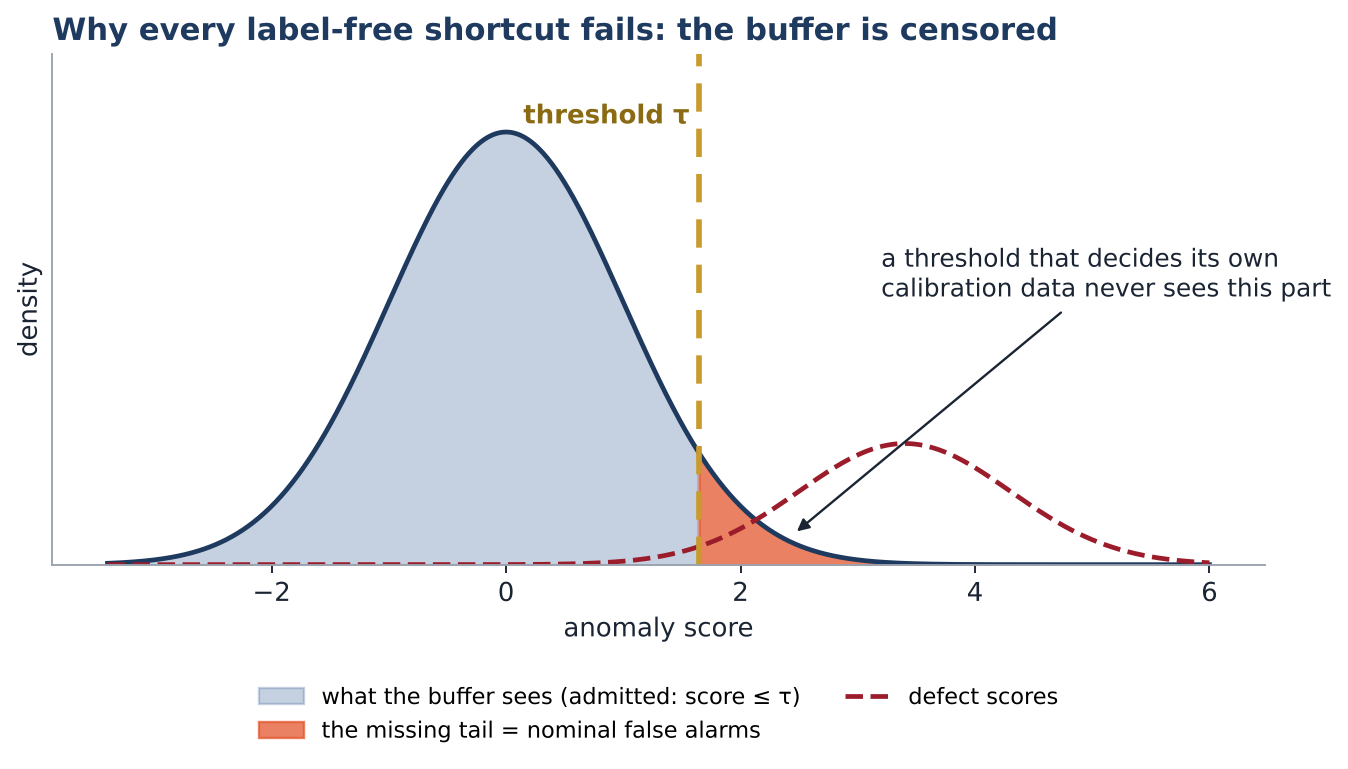 Why every label-free shortcut fails: the buffer is censored
threshold τ
a threshold that decides its own
calibration data never sees this part
density
−2
0
2
4
6
anomaly score
what the buffer sees (admitted: score ≤ τ)
the missing tail = nominal false alarms
defect scores